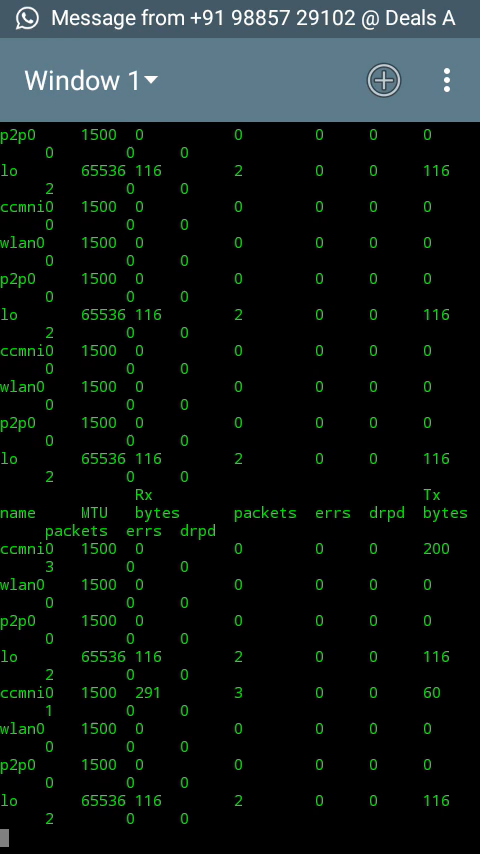 Message from +91 98857 29102 @ Deals A
Window 1
p2p0 1500 0 0 0 0 0
0 0 0
lo 65536 116 2 0 0 116
2 0 0
ccmni0 1500 0 0 0 0 0
0 0 0
wlan0 1500 0 0 0 0 0
0 0 0
p2p0 1500 0 0 0 0 0
0 0 0
lo 65536 116 2 0 0 116
2 0 0
ccmni0 1500 0 0 0 0 0
0 0 0
wlan0 1500 0 0 0 0 0
0 0 0
p2p0 1500 0 0 0 0 0
0 0 0
lo 65536 116 2 0 0 116
2 0 0
Rx Tx
name MTU bytes packets errs drpd bytes
packets errs drpd
ccmni0 1500 0 0 0 0 200
3 0 0
wlan0 1500 0 0 0 0 0
0 0 0
p2p0 1500 0 0 0 0 0
0 0 0
lo 65536 116 2 0 0 116
2 0 0
ccmni0 1500 291 3 0 0 60
1 0 0
wlan0 1500 0 0 0 0 0
0 0 0
p2p0 1500 0 0 0 0 0
0 0 0
lo 65536 116 2 0 0 116
2 0 0